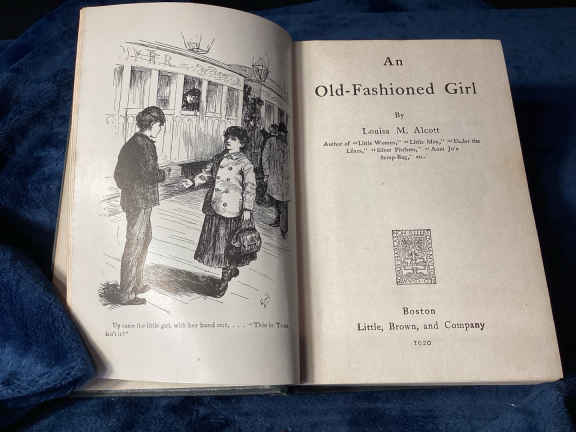 Up came the little girl, with her hand out, . . . "This is Tom,
isn't it?"
An
Old-Fashioned Girl
By
Louisa M. Alcott
Author of "Little Women," "Little Men," "Under the
Lilacs," "Silver Pitchers," "Aunt Jo's
Scrap-Bag," etc.
Boston
Little, Brown, and Company
1920